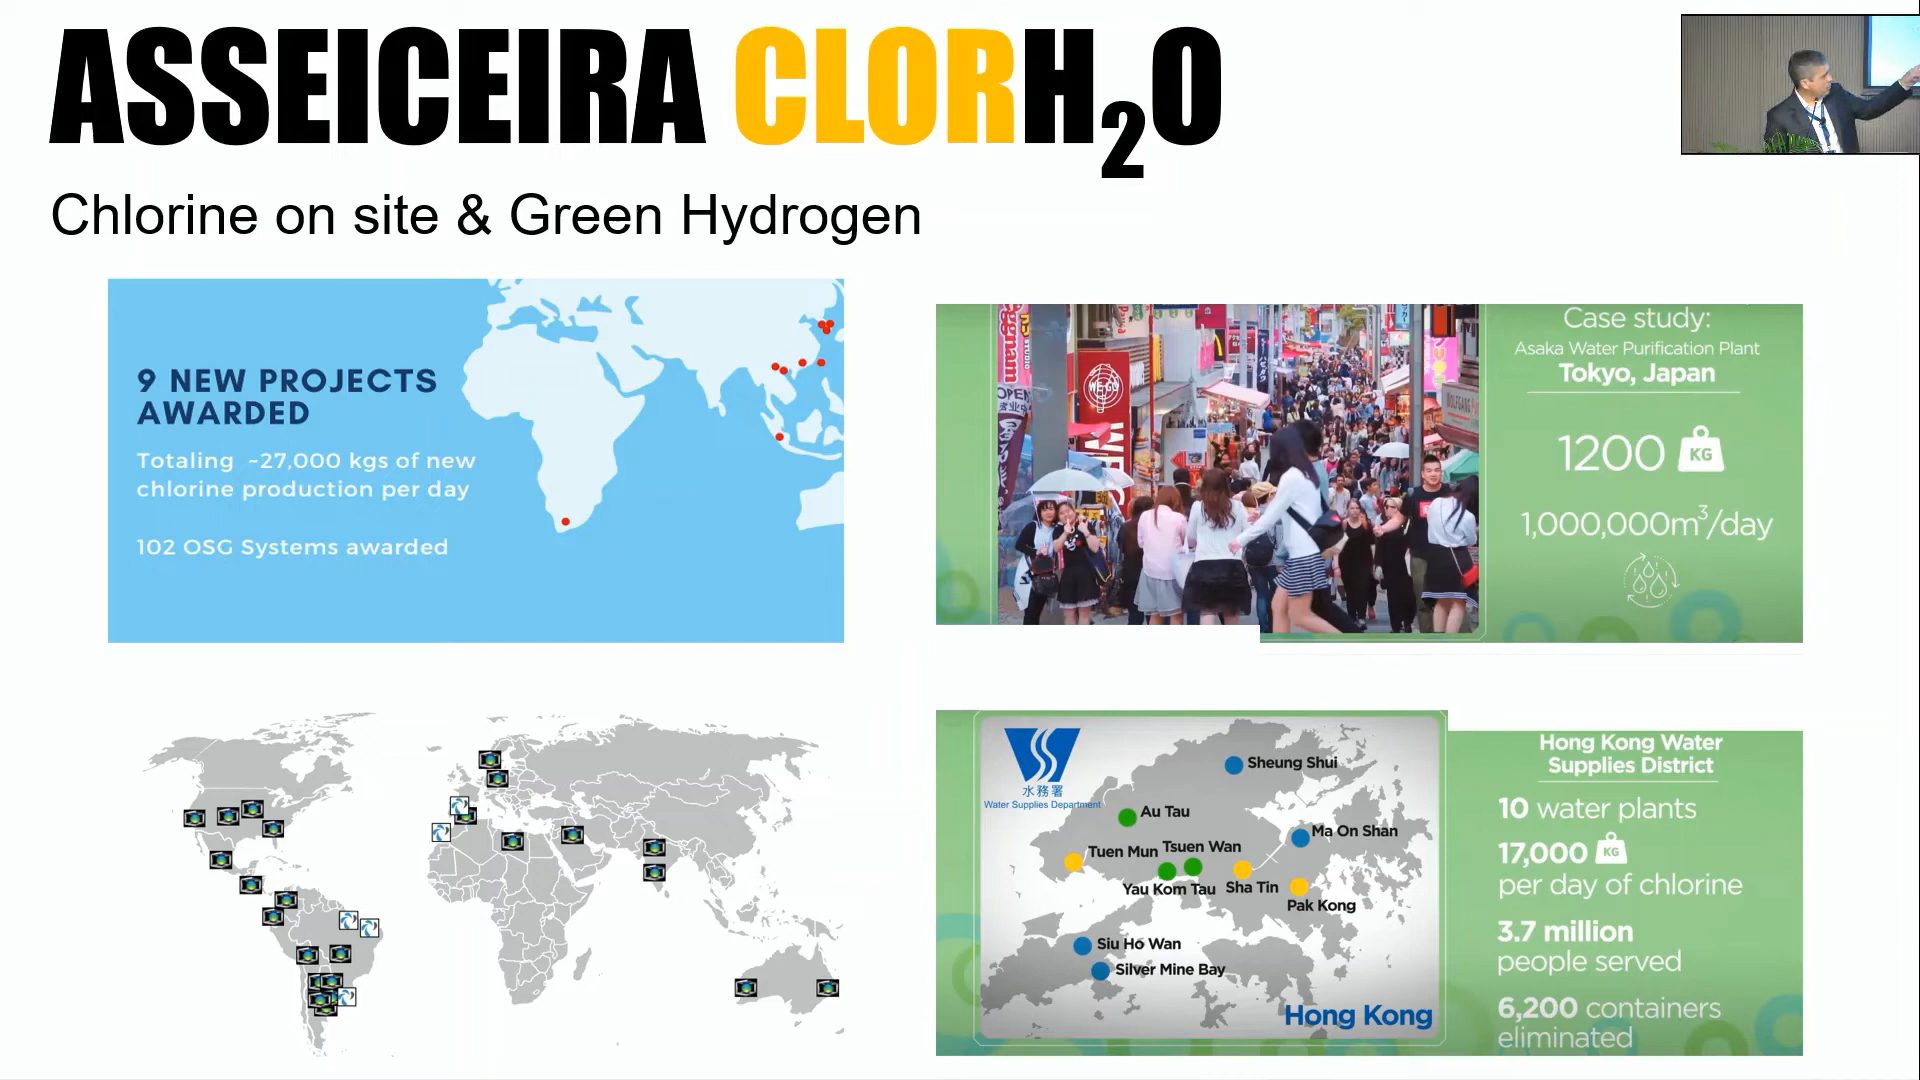 ASSEICEIRA CLORH₂O
Chlorine on site & Green Hydrogen
9 NEW PROJECTS
AWARDED
Totaling ~27,000 kgs of new
chlorine production per day
102 OSG Systems awarded
OPEN
WEGO
WEGO
Case study:
Asaka Water Purification Plant
Tokyo, Japan
1200 KG
1,000,000m³/day
水務署
Water Supplies Department
Sheung Shui
Au Tau
Ma On Shan
Tuen Mun
Tsuen Wan
Yau Kom Tau
Sha Tin
Pak Kong
Siu Ho Wan
Silver Mine Bay
Hong Kong
Hong Kong Water
Supplies District
10 water plants
17,000 KG
per day of chlorine
3.7 million
people served
6,200 containers
eliminated